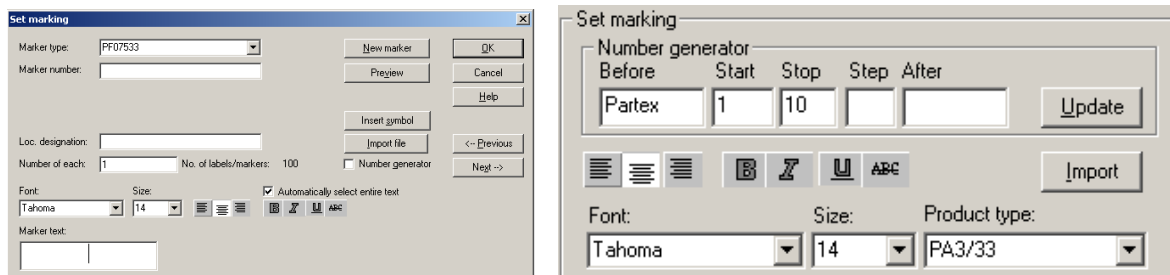 Set marking
Marker type: PF07533 New marker OK
Marker number: Preview Cancel
Help
Insert symbol
Loc. designation: Import file <-- Previous
Number of each: 1 No. of labels/markers: 100 Number generator Next -->
Font: Size: Automatically select entire text
Tahoma 14 B I U ABC
Marker text:
Set marking
Number generator
Before Start Stop Step After
Partex 1 10 Update
B I U ABC Import
Font: Size: Product type:
Tahoma 14 PA3/33